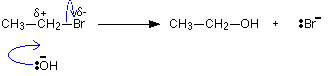 δ+ δ-
CH₃—CH₂—Br ⟶ CH₃—CH₂—OH + :Br⁻
:OH⁻